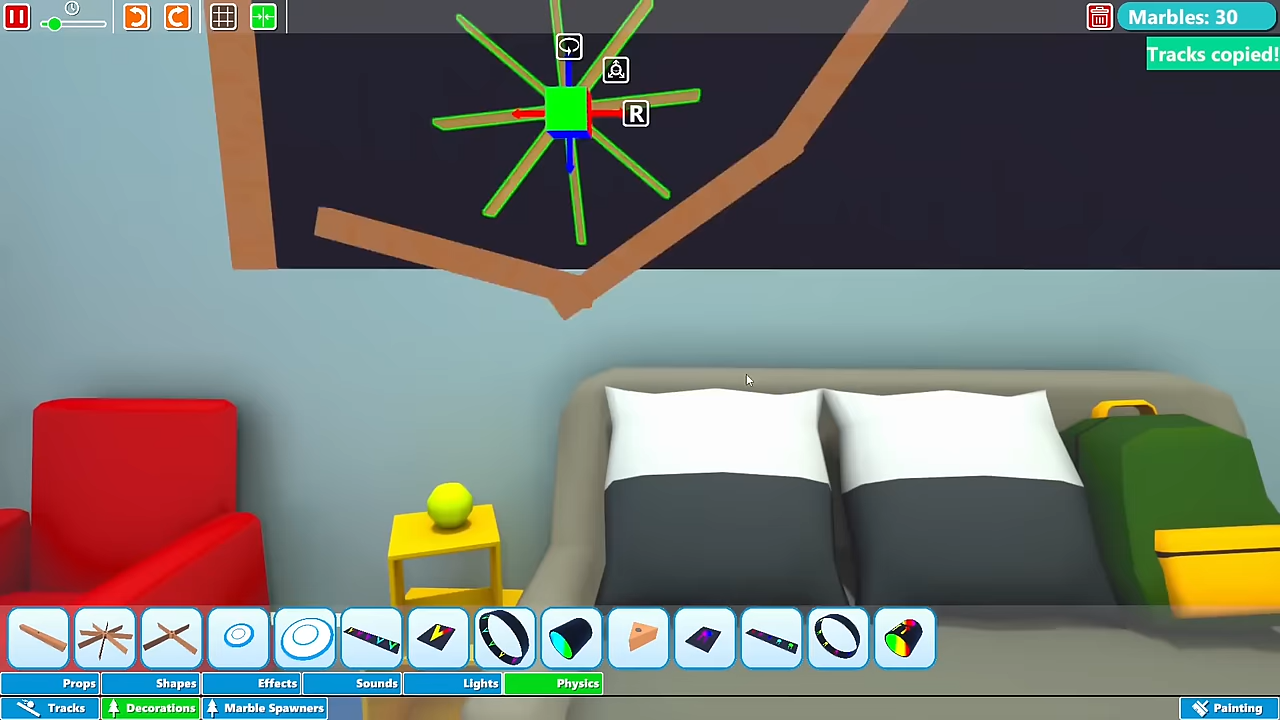 Marbles: 30
Tracks copied!
R
Props
Shapes
Effects
Sounds
Lights
Physics
Tracks
Decorations
Marble Spawners
Painting